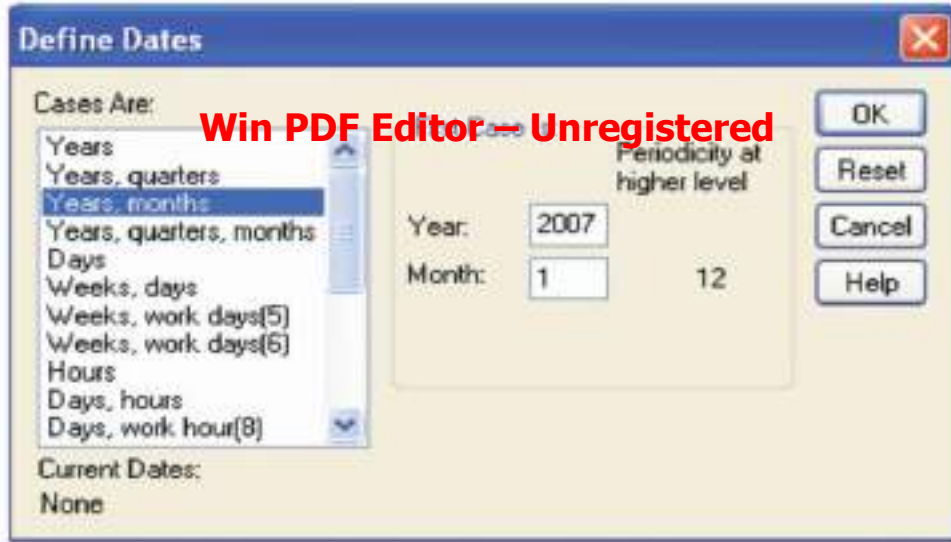 Define Dates
Cases Are:
Win PDF Editor — Unregistered
Years
Years, quarters
Years, months
Years, quarters, months
Days
Weeks, days
Weeks, work days(5)
Weeks, work days(6)
Hours
Days, hours
Days, work hour(8)
Periodicity at
higher level
Year: 2007
Month: 1 12
OK
Reset
Cancel
Help
Current Dates:
None